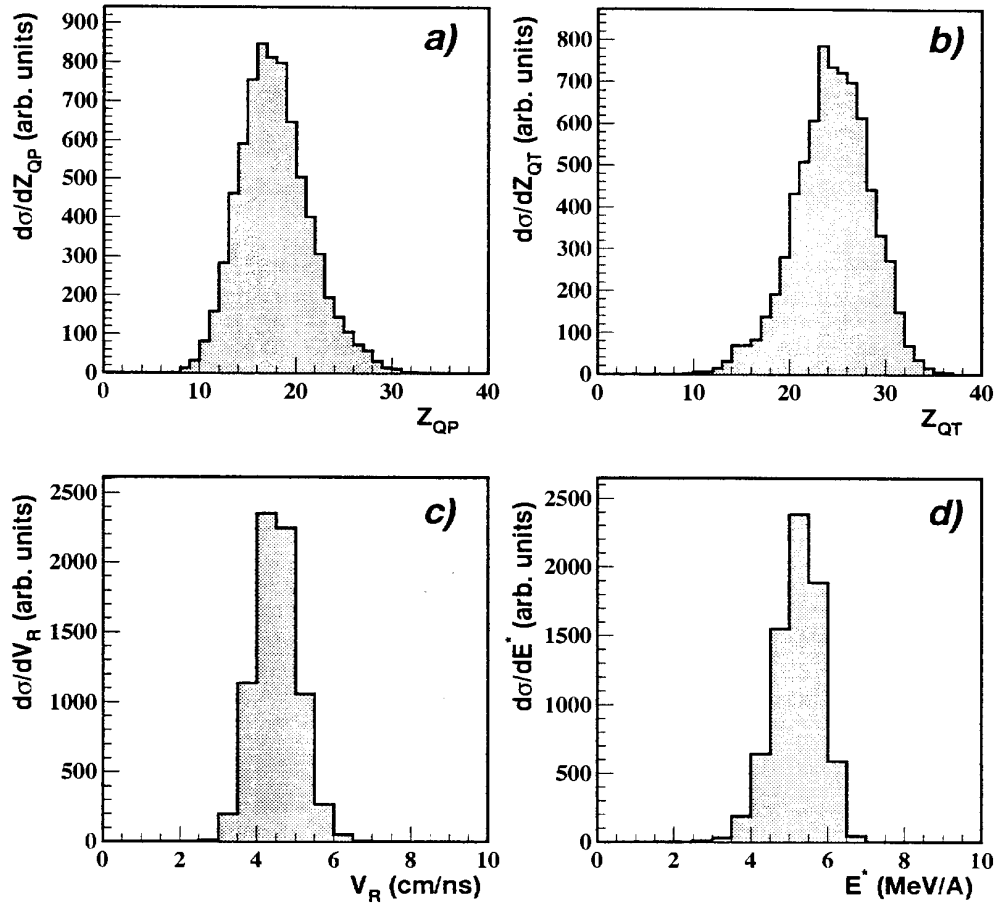 a)
dσ/dZ_QP (arb. units)
900
800
700
600
500
400
300
200
100
0
0 10 20 30 40
Z_QP
b)
dσ/dZ_QT (arb. units)
800
700
600
500
400
300
200
100
0
0 10 20 30 40
Z_QT
c)
dσ/dV_R (arb. units)
2500
2000
1500
1000
500
0
0 2 4 6 8 10
V_R (cm/ns)
d)
dσ/dE* (arb. units)
2500
2000
1500
1000
500
0
0 2 4 6 8 10
E* (MeV/A)